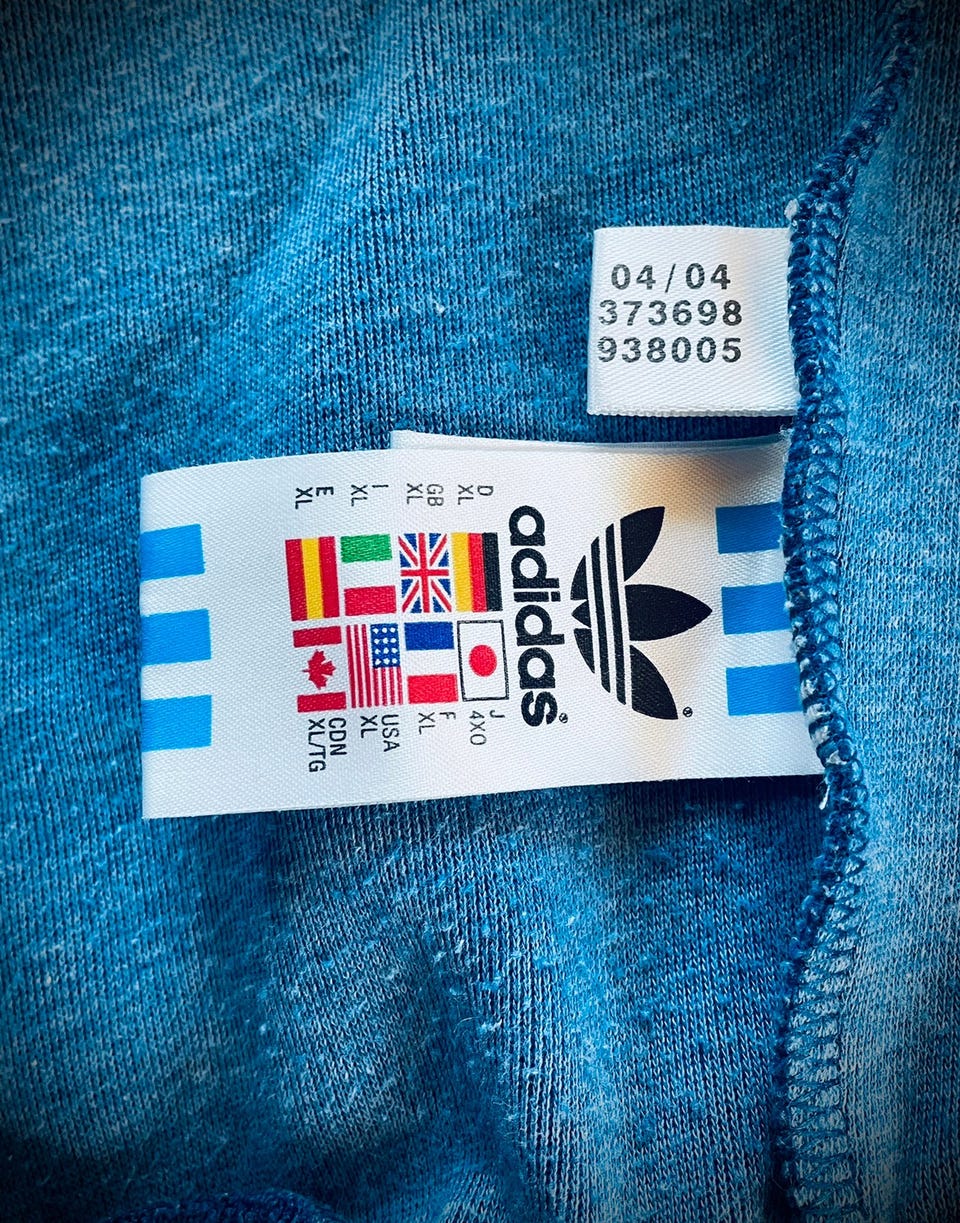 04/04
373698
938005
adidas®
®
D
XL
GB
XL
I
XL
E
XL
J
4XO
F
XL
USA
XL
CDN
XL/TG